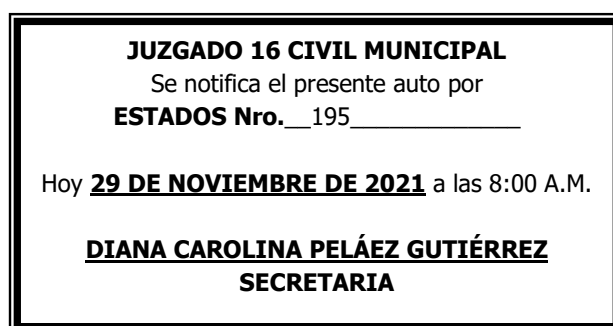 JUZGADO 16 CIVIL MUNICIPAL
Se notifica el presente auto por
ESTADOS Nro.__195_____________
Hoy 29 DE NOVIEMBRE DE 2021 a las 8:00 A.M.
DIANA CAROLINA PELÁEZ GUTIÉRREZ
SECRETARIA